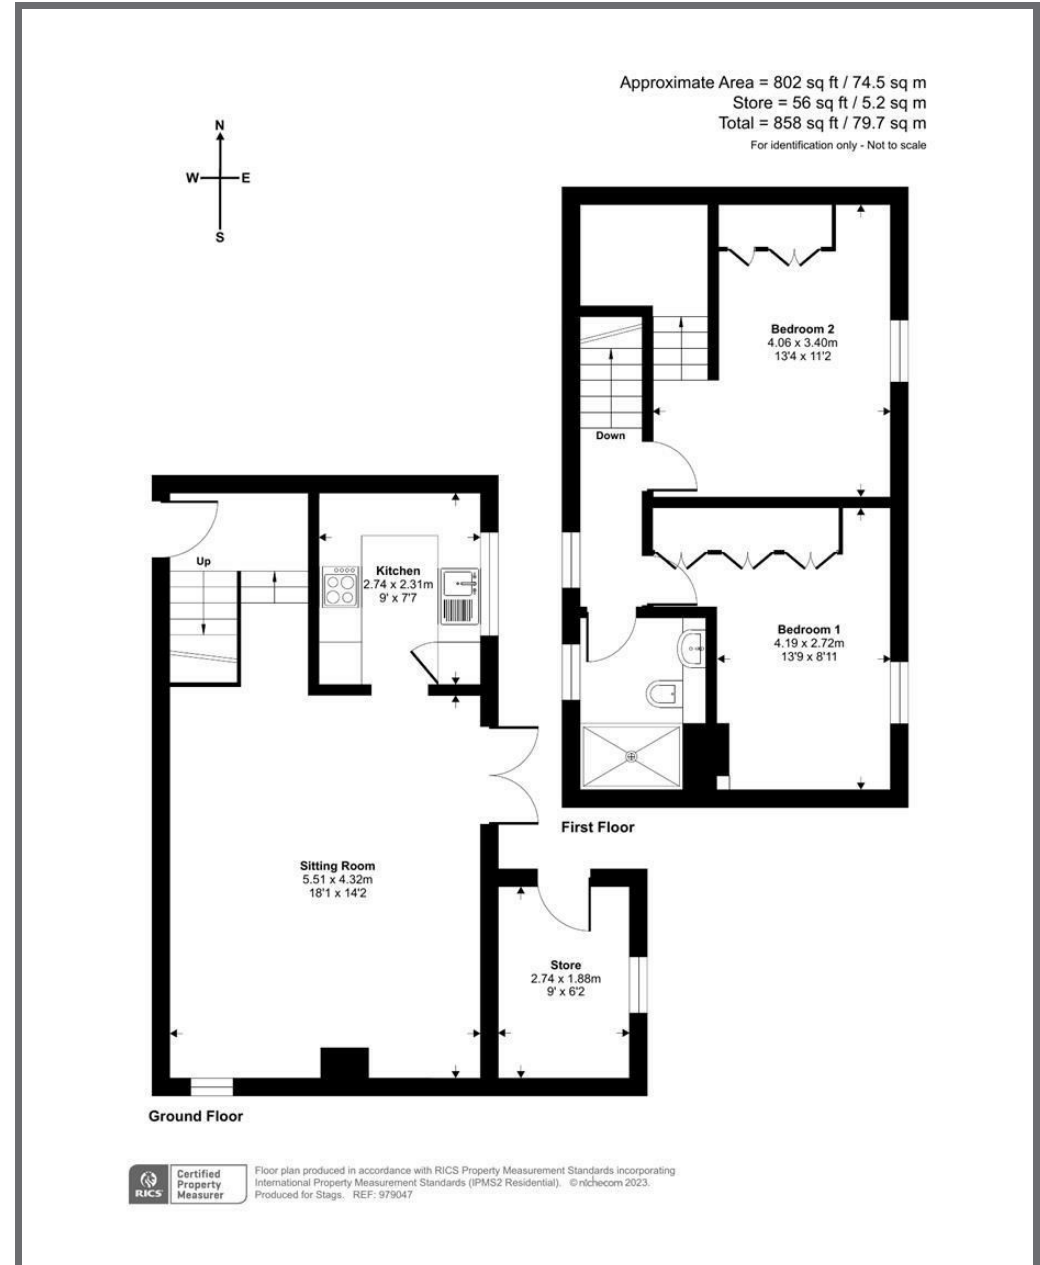 Approximate Area = 802 sq ft / 74.5 sq m
Store = 56 sq ft / 5.2 sq m
Total = 858 sq ft / 79.7 sq m
For identification only - Not to scale
N
W E
S
Bedroom 2
4.06 x 3.40m
13'4 x 11'2
Down
Bedroom 1
4.19 x 2.72m
13'9 x 8'11
First Floor
Up
Kitchen
2.74 x 2.31m
9' x 7'7
Sitting Room
5.51 x 4.32m
18'1 x 14'2
Store
2.74 x 1.88m
9' x 6'2
Ground Floor
RICS
Certified
Property
Measurer
Floor plan produced in accordance with RICS Property Measurement Standards incorporating
International Property Measurement Standards (IPMS2 Residential). © nichecom 2023.
Produced for Stags. REF: 979047